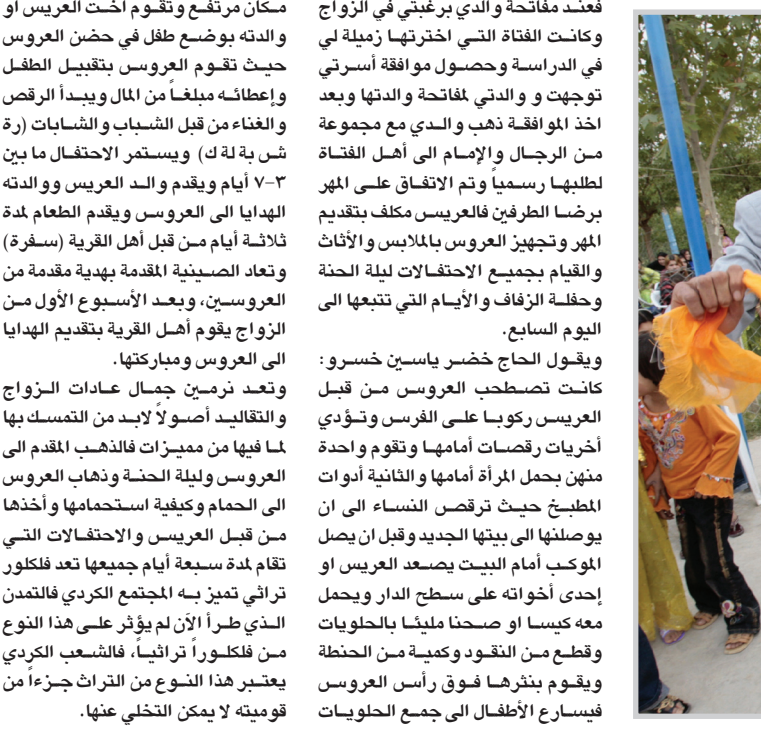 فعند مفاتحة والدي برغبتي في الزواج
وكانت الفتاة التي اخترتها زميلة لي
في الدراسة وحصول موافقة أسرتي
توجهت و والدتي لمفاتحة والدتها وبعد
اخذ الموافقة ذهب والدي مع مجموعة
من الرجال والإمام الى أهل الفتاة
لطلبها رسمياً وتم الاتفاق على المهر
برضا الطرفين فالعريس مكلف بتقديم
المهر وتجهيز العروس بالملابس والأثاث
والقيام بجميع الاحتفالات ليلة الحنة
وحفلة الزفاف والأيام التي تتبعها الى
اليوم السابع.
ويقول الحاج خضر ياسين خسرو:
كانت تصطحب العروس من قبل
العريس ركوبا على الفرس وتؤدي
أخريات رقصات أمامها وتقوم واحدة
منهن بحمل المرأة أمامها والثانية أدوات
المطبخ حيث ترقص النساء الى ان
يوصلنها الى بيتها الجديد وقبل ان يصل
الموكب أمام البيت يصعد العريس او
إحدى أخواته على سطح الدار ويحمل
معه كيسا او صحنا مليئا بالحلويات
وقطع من النقود وكمية من الحنطة
ويقوم بنثرها فوق رأس العروس
فيسارع الأطفال الى جمع الحلويات
مكان مرتفع وتقوم أخت العريس او
والدته بوضع طفل في حضن العروس
حيث تقوم العروس بتقبيل الطفل
وإعطائه مبلغاً من المال ويبدأ الرقص
والغناء من قبل الشباب والشابات (رة
ش بة لة ك) ويستمر الاحتفال ما بين
٣-٧ أيام ويقدم والد العريس ووالدته
الهدايا الى العروس ويقدم الطعام لمدة
ثلاثة أيام من قبل أهل القرية (سفرة)
وتعاد الصينية المقدمة بهدية مقدمة من
العروسين، وبعد الأسبوع الأول من
الزواج يقوم أهل القرية بتقديم الهدايا
الى العروس ومباركتها.
وتعد نرمين جمال عادات الزواج
والتقاليد أصولاً لابد من التمسك بها
لما فيها من مميزات فالذهب المقدم الى
العروس وليلة الحنة وذهاب العروس
الى الحمام وكيفية استحمامها وأخذها
من قبل العريس والاحتفالات التي
تقام لمدة سبعة أيام جميعها تعد فلكلور
تراثي تميز به المجتمع الكردي فالتمدن
الذي طرأ الآن لم يؤثر على هذا النوع
من فلكلوراً تراثياً، فالشعب الكردي
يعتبر هذا النوع من التراث جزءاً من
قوميته لا يمكن التخلي عنها.